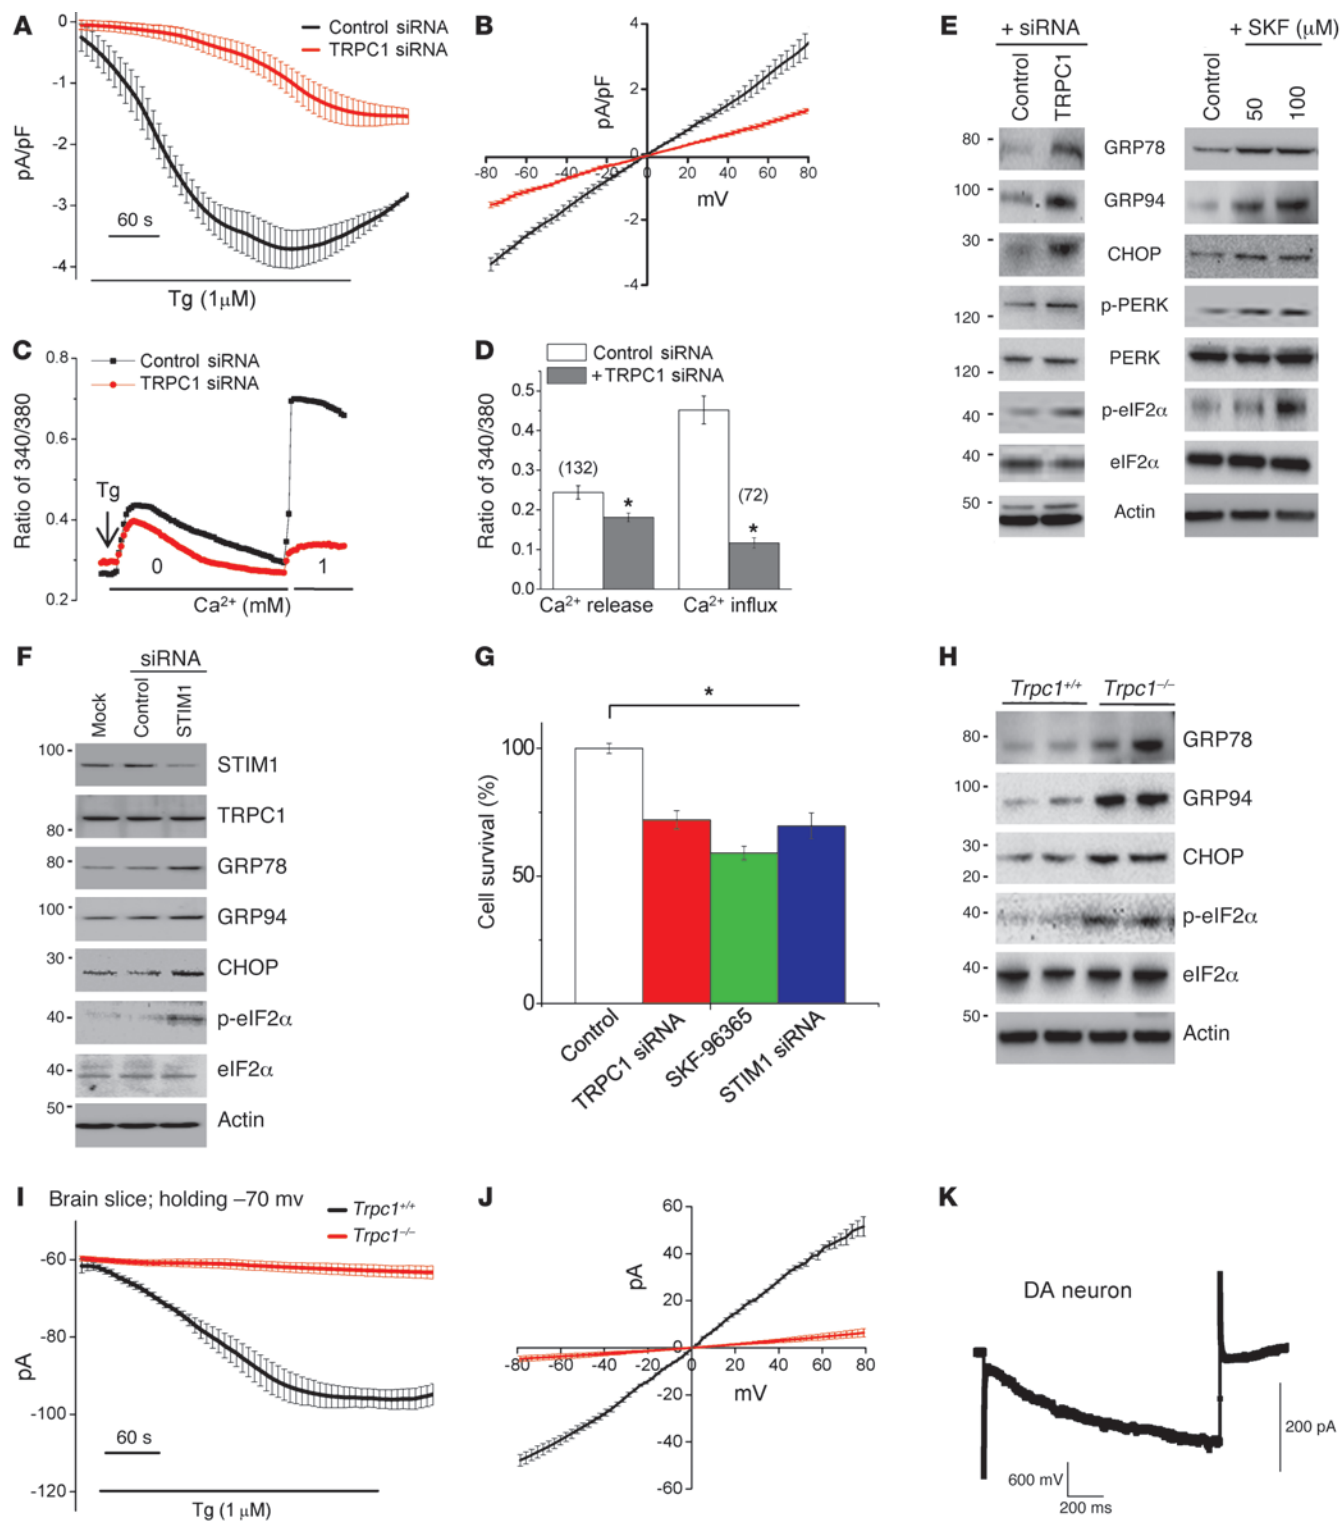 A
0
-1
-2
-3
-4
pA/pF
Control siRNA
TRPC1 siRNA
60 s
Tg (1μM)
B
4
2
0
-2
-4
pA/pF
-80 -60 -40 -20 0 20 40 60 80
mV
C
0.8
0.6
0.4
0.2
Ratio of 340/380
Control siRNA
TRPC1 siRNA
Tg
0
1
Ca2+ (mM)
D
Control siRNA
+TRPC1 siRNA
0.5
0.4
0.3
0.2
0.1
0.0
Ratio of 340/380
(132)
*
(72)
*
Ca2+ release
Ca2+ influx
E
+ siRNA
+ SKF (μM)
Control
TRPC1
Control
50
100
80
GRP78
100
GRP94
30
CHOP
120
p-PERK
120
PERK
40
p-eIF2α
40
eIF2α
50
Actin
F
siRNA
Mock
Control
STIM1
100
STIM1
80
TRPC1
80
GRP78
100
GRP94
30
CHOP
40
p-eIF2α
40
eIF2α
50
Actin
G
*
100
50
0
Cell survival (%)
Control
TRPC1 siRNA
SKF-96365
STIM1 siRNA
H
Trpc1+/+ Trpc1–/–
80
GRP78
100
GRP94
30
20
CHOP
40
p-eIF2α
40
eIF2α
50
Actin
I
Brain slice; holding –70 mv
Trpc1+/+
Trpc1–/–
-60
-80
-100
-120
pA
60 s
Tg (1 μM)
J
60
40
20
0
-20
-40
-60
pA
-80 -60 -40 -20 0 20 40 60 80
mV
K
DA neuron
200 pA
600 mV
200 ms